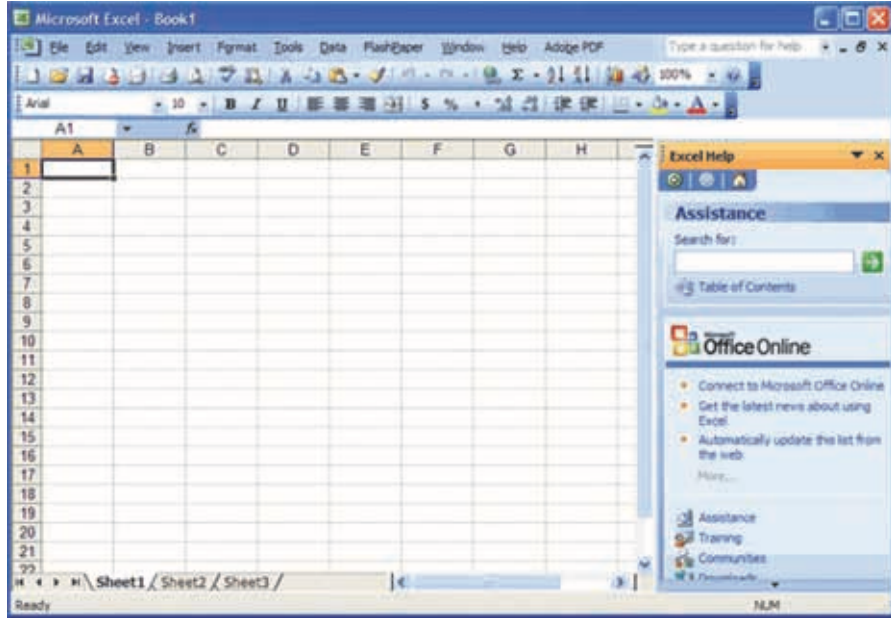 Microsoft Excel - Book1
File Edit View Insert Format Tools Data FlashPaper Window Help Adobe PDF Type a question for help
100%
Arial 10 B I U $ % A
A1 fx
A B C D E F G H
1
2
3
4
5
6
7
8
9
10
11
12
13
14
15
16
17
18
19
20
21
22
Sheet1 Sheet2 Sheet3
Ready NUM
Excel Help
Assistance
Search for:
Table of Contents
Microsoft
Office Online
Connect to Microsoft Office Online
Get the latest news about using
Excel
Automatically update this list from
the web
More...
Assistance
Training
Communities
Downloads